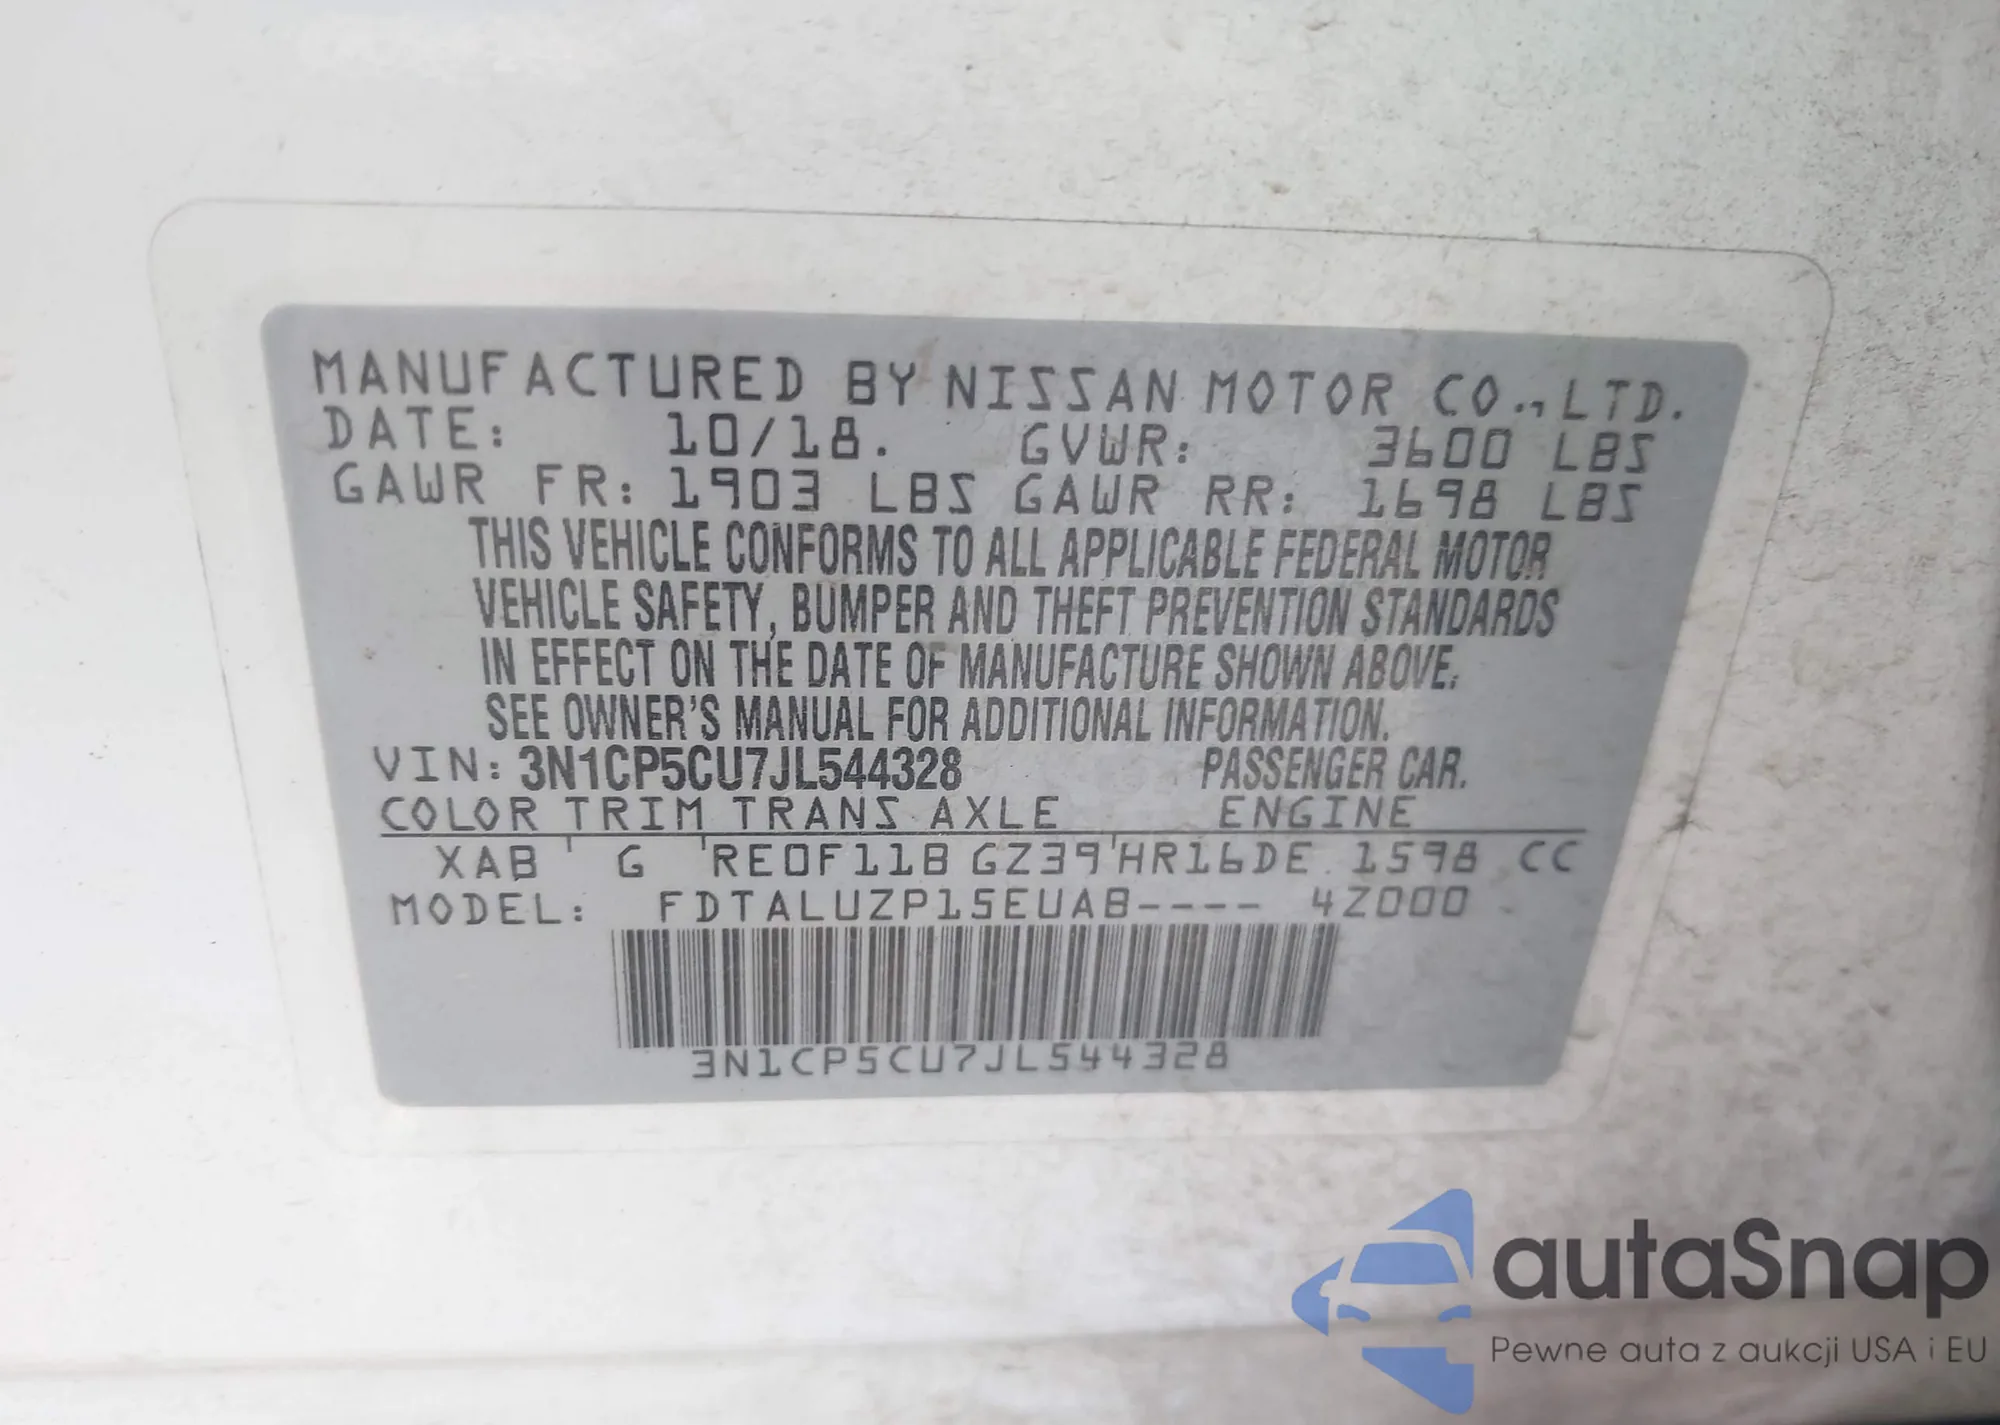 MANUFACTURED BY NISSAN MOTOR CO., LTD.
DATE: 10/18. GVWR: 3600 LBS
GAWR FR: 1903 LBS GAWR RR: 1698 LBS
THIS VEHICLE CONFORMS TO ALL APPLICABLE FEDERAL MOTOR
VEHICLE SAFETY, BUMPER AND THEFT PREVENTION STANDARDS
IN EFFECT ON THE DATE OF MANUFACTURE SHOWN ABOVE.
SEE OWNER'S MANUAL FOR ADDITIONAL INFORMATION.
VIN: 3N1CP5CU7JL544328 PASSENGER CAR.
COLOR TRIM TRANS AXLE ENGINE
XAB G RE0F11B GZ39 HR16DE 1598 CC
MODEL: FDTALUZP15EUAB---- 4Z000
3N1CP5CU7JL544328
autaSnap
Pewne auta z aukcji USA i EU